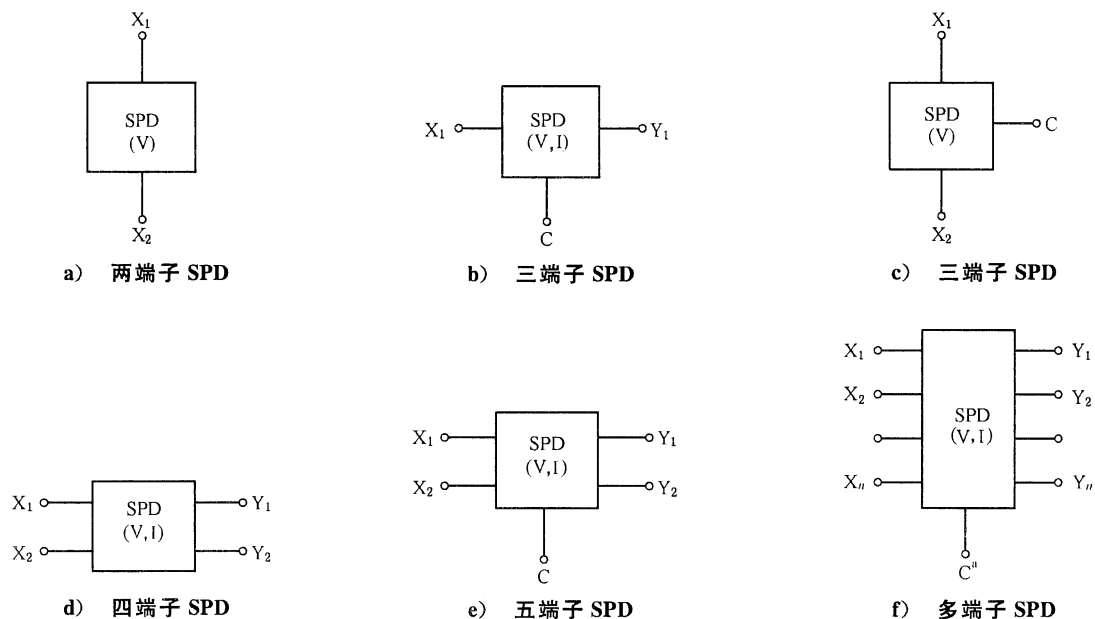 X₁
SPD
(V)
X₂
a) 两端子 SPD
X₁
SPD
(V,I)
Y₁
C
b) 三端子 SPD
X₁
SPD
(V)
C
X₂
c) 三端子 SPD
X₁
X₂
SPD
(V,I)
Y₁
Y₂
d) 四端子 SPD
X₁
X₂
SPD
(V,I)
Y₁
Y₂
C
e) 五端子 SPD
X₁
X₂
Xₙ
SPD
(V,I)
Y₁
Y₂
Yₙ
Cᵃ
f) 多端子 SPD